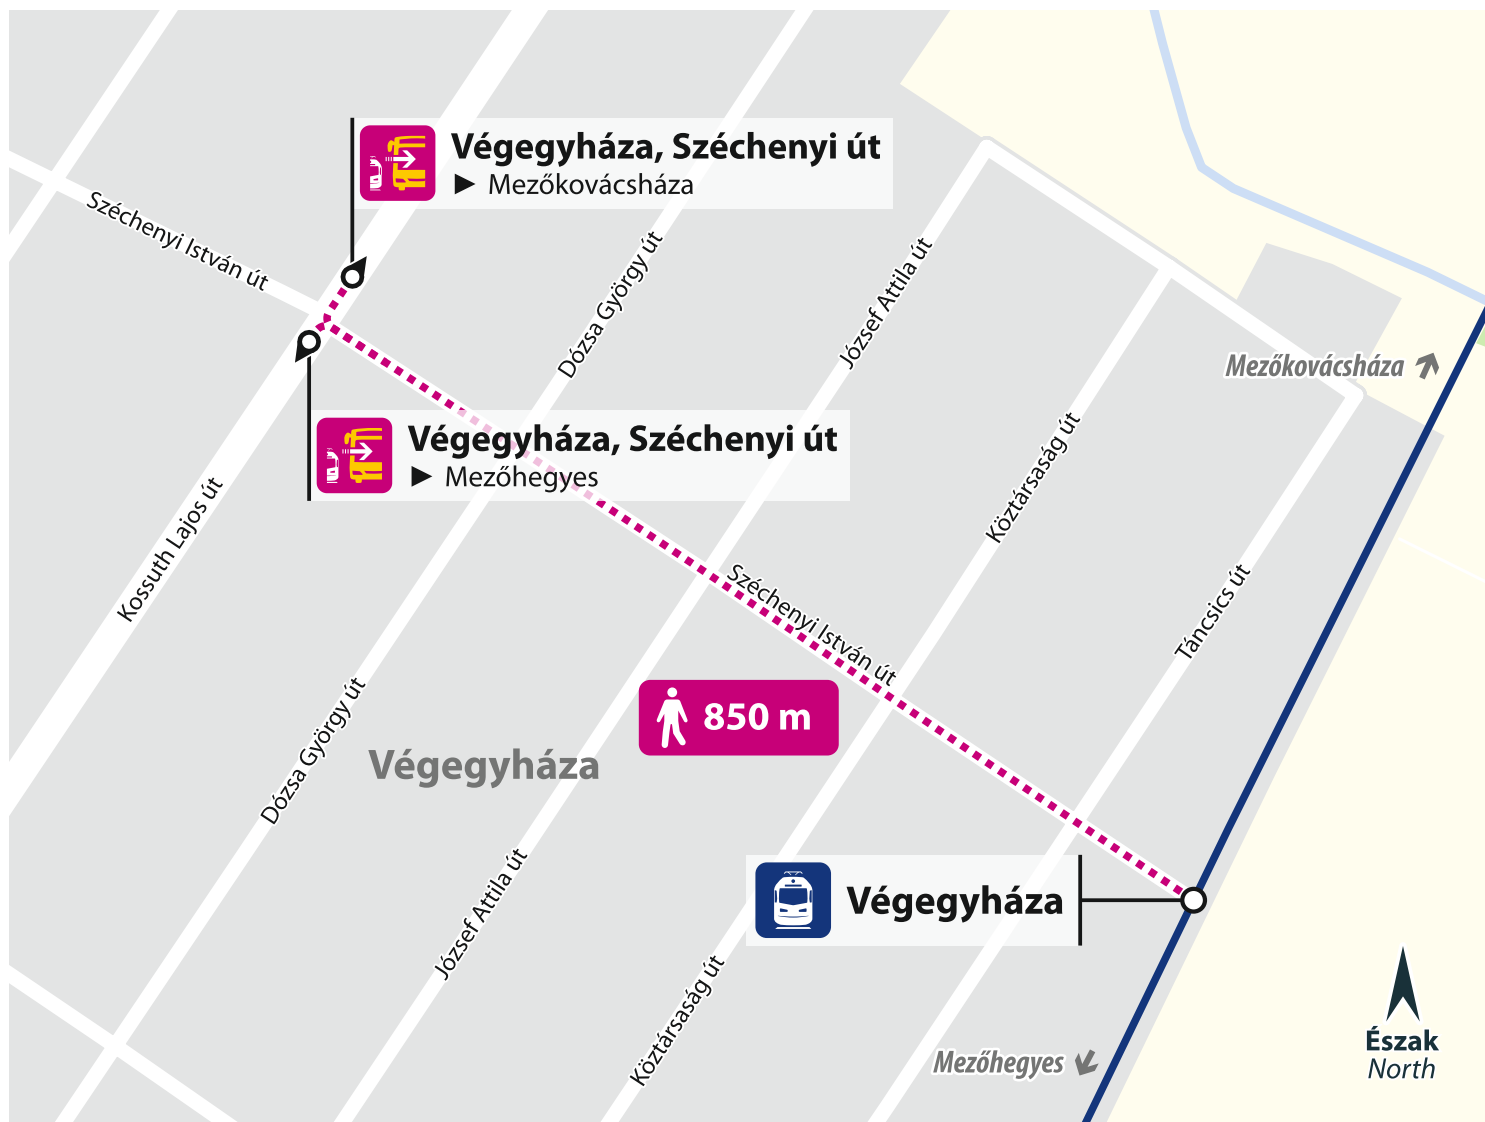 Végegyháza, Széchenyi út
► Mezőkovácsháza
Széchenyi István út
Dózsa György út
József Attila út
Mezőkovácsháza
Végegyháza, Széchenyi út
► Mezőhegyes
Köztársaság út
Kossuth Lajos út
Széchenyi István út
Táncsics út
850 m
Dózsa György út
Végegyháza
József Attila út
Végegyháza
Köztársaság út
Mezőhegyes
Észak
North